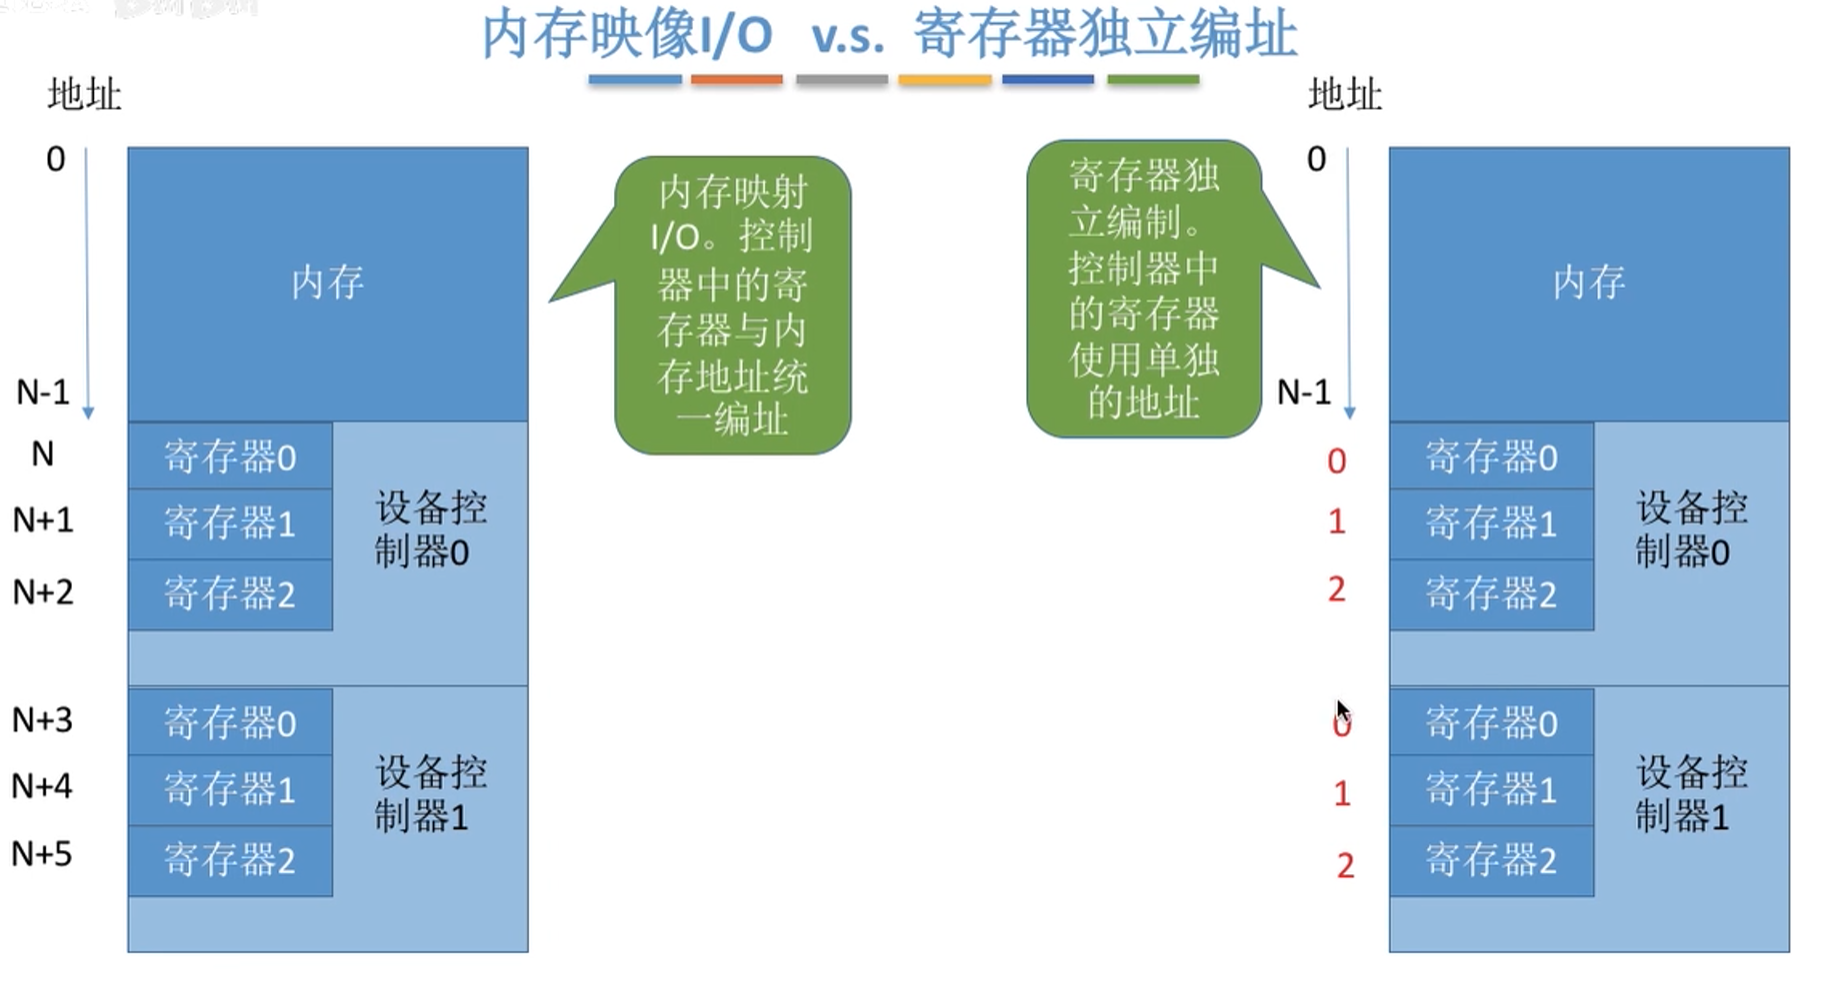 内存映像I/O v.s. 寄存器独立编址
地址
0
N-1
N
N+1
N+2
N+3
N+4
N+5
内存
寄存器0
寄存器1
寄存器2
设备控
制器0
寄存器0
寄存器1
寄存器2
设备控
制器1
内存映射
I/O。控制
器中的寄
存器与内
存地址统
一编址
寄存器独
立编制。
控制器中
的寄存器
使用单独
的地址
地址
0
N-1
0
1
2
0
1
2
内存
寄存器0
寄存器1
寄存器2
设备控
制器0
寄存器0
寄存器1
寄存器2
设备控
制器1